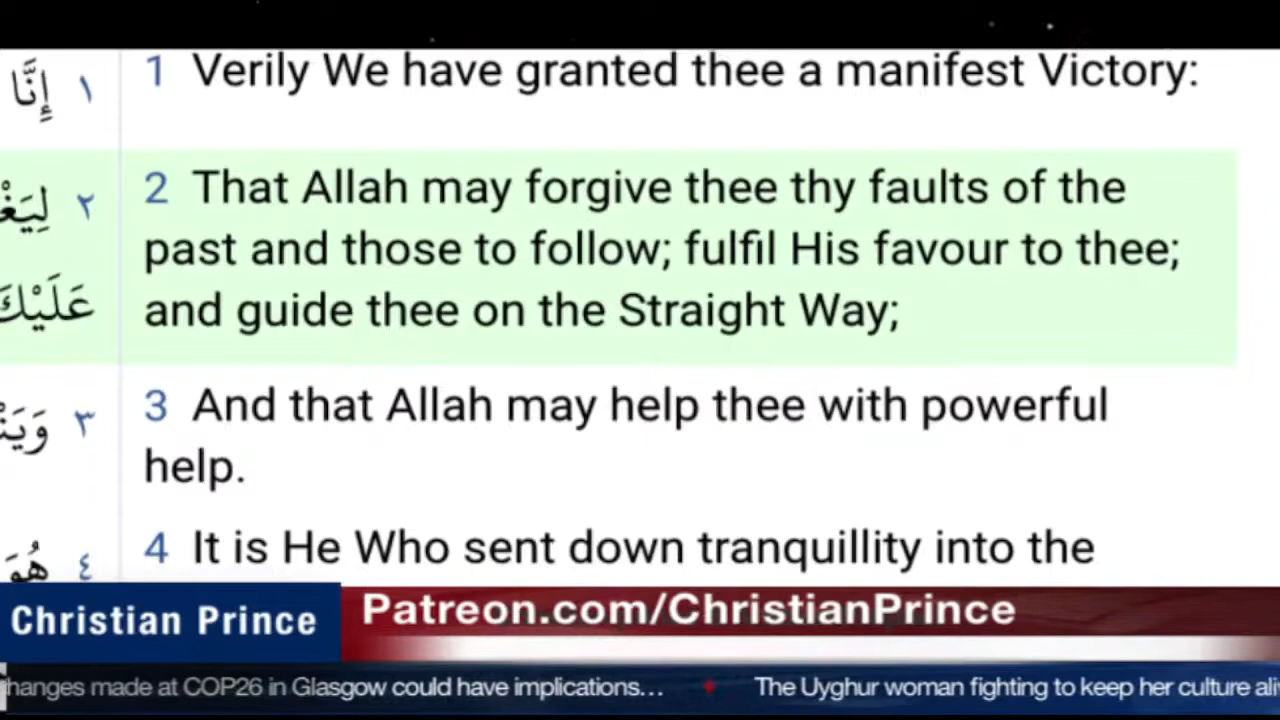 إِنَّا ١ 1 Verily We have granted thee a manifest Victory:
٢ 2 That Allah may forgive thee thy faults of the
past and those to follow; fulfil His favour to thee;
عَلَيْكَ and guide thee on the Straight Way;
٣ 3 And that Allah may help thee with powerful
help.
هُوَ ٤ 4 It is He Who sent down tranquillity into the
Christian Prince Patreon.com/ChristianPrince
made at COP26 in Glasgow could have implications... The Uyghur woman fighting to keep her culture